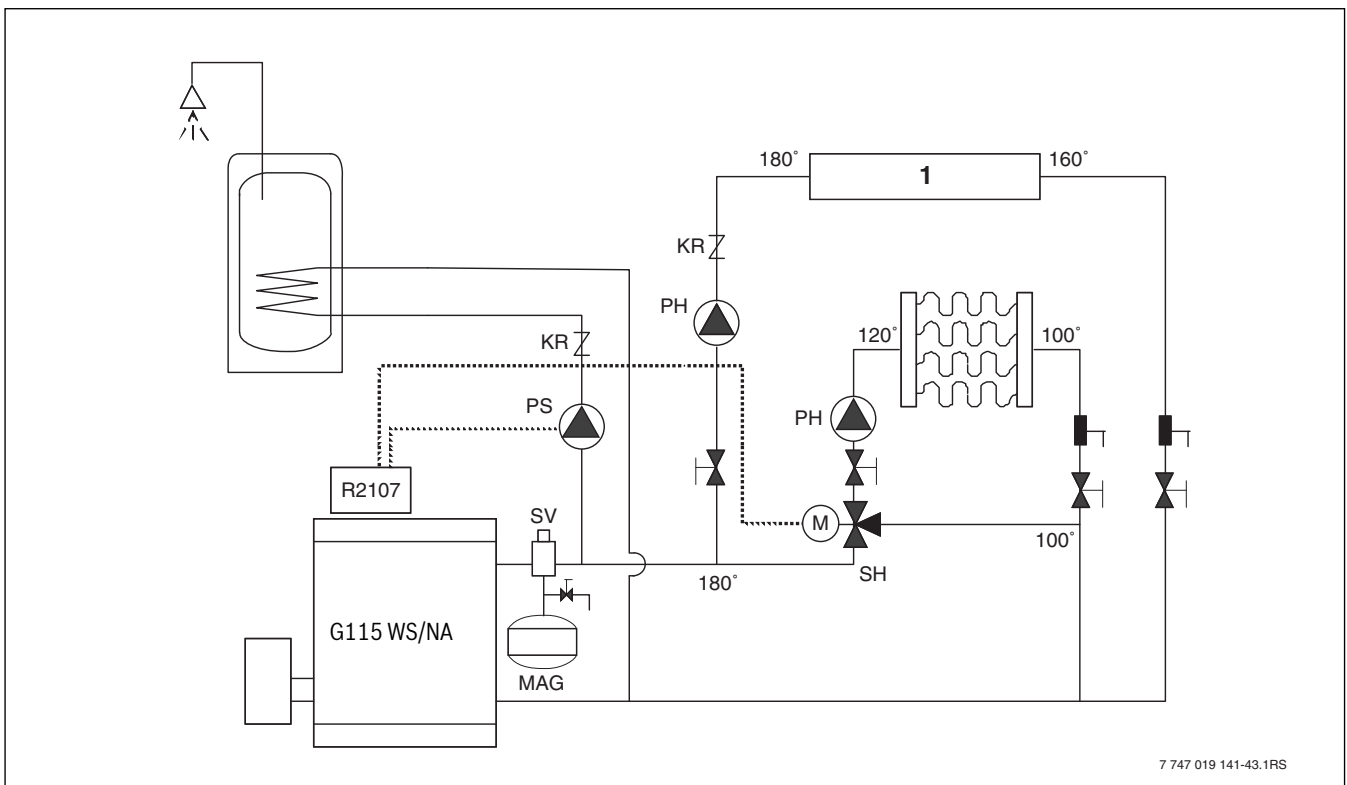 180°
1
160°
KR
PH
120°
100°
KR
PS
PH
R2107
SV
M
100°
SH
180°
G115 WS/NA
MAG
7 747 019 141-43.1RS